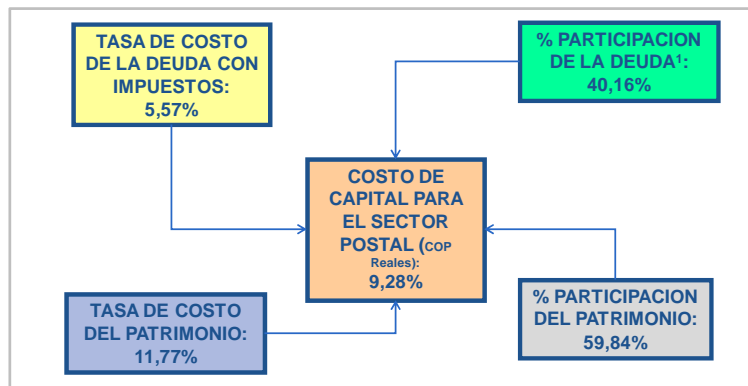 TASA DE COSTO
DE LA DEUDA CON
IMPUESTOS:
5,57%
% PARTICIPACION
DE LA DEUDA¹:
40,16%
COSTO DE
CAPITAL PARA
EL SECTOR
POSTAL (COP
Reales):
9,28%
TASA DE COSTO
DEL PATRIMONIO:
11,77%
% PARTICIPACION
DEL PATRIMONIO:
59,84%